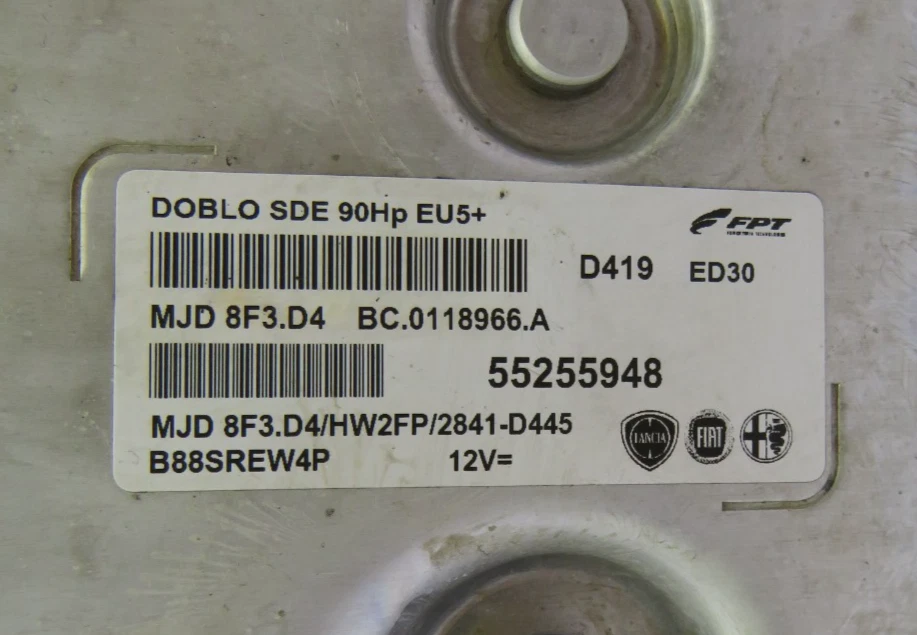 DOBLO SDE 90Hp EU5+
FPT
D419 ED30
MJD 8F3.D4 BC.0118966.A
55255948
MJD 8F3.D4/HW2FP/2841-D445
B88SREW4P 12V=
LANCIA
FIAT